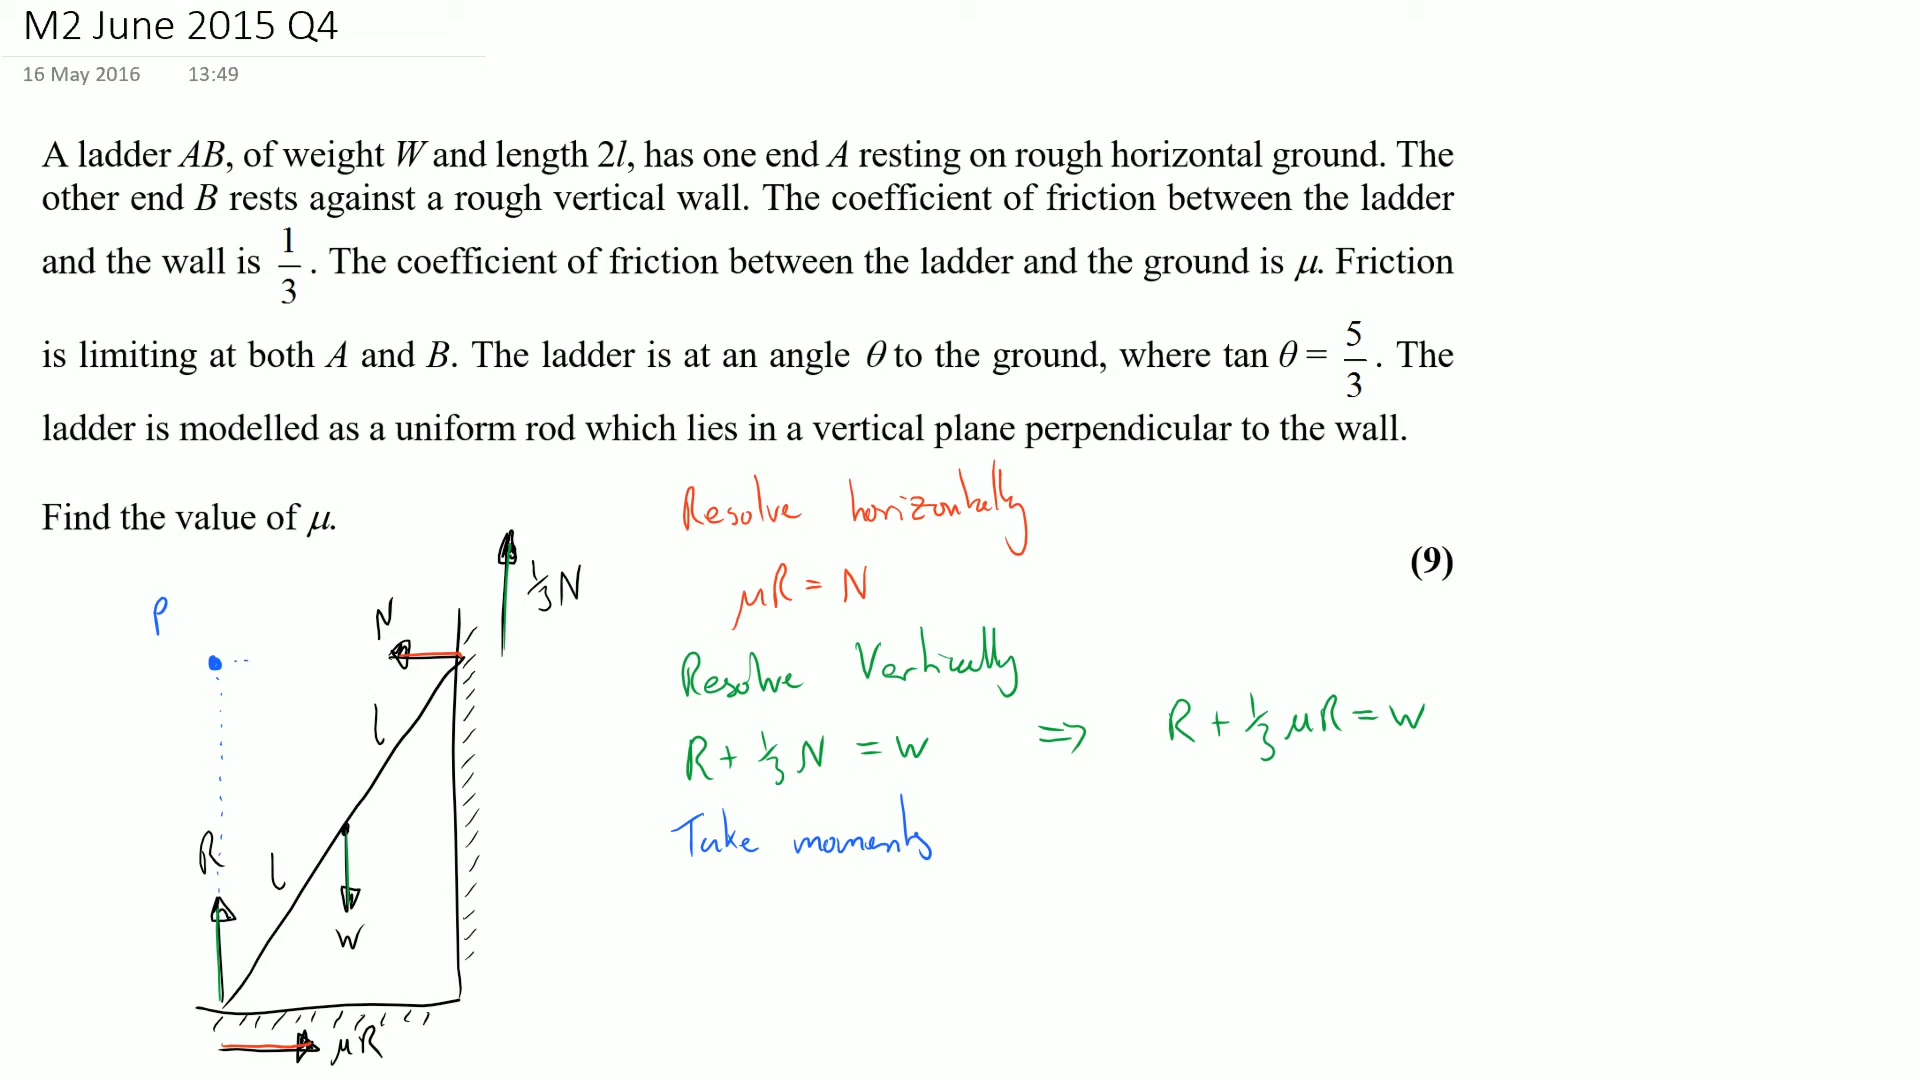 M2 June 2015 Q4
16 May 2016 13:49
A ladder AB, of weight W and length 2l, has one end A resting on rough horizontal ground. The
other end B rests against a rough vertical wall. The coefficient of friction between the ladder
and the wall is 1/3. The coefficient of friction between the ladder and the ground is μ. Friction
is limiting at both A and B. The ladder is at an angle θ to the ground, where tan θ = 5/3. The
ladder is modelled as a uniform rod which lies in a vertical plane perpendicular to the wall.
Find the value of μ.
(9)
Resolve horizontally
μR = N
Resolve Vertically
R + 1/3 N = W ⇒ R + 1/3 μR = W
Take moments
P
N
1/3 N
l
R
l
W
μR